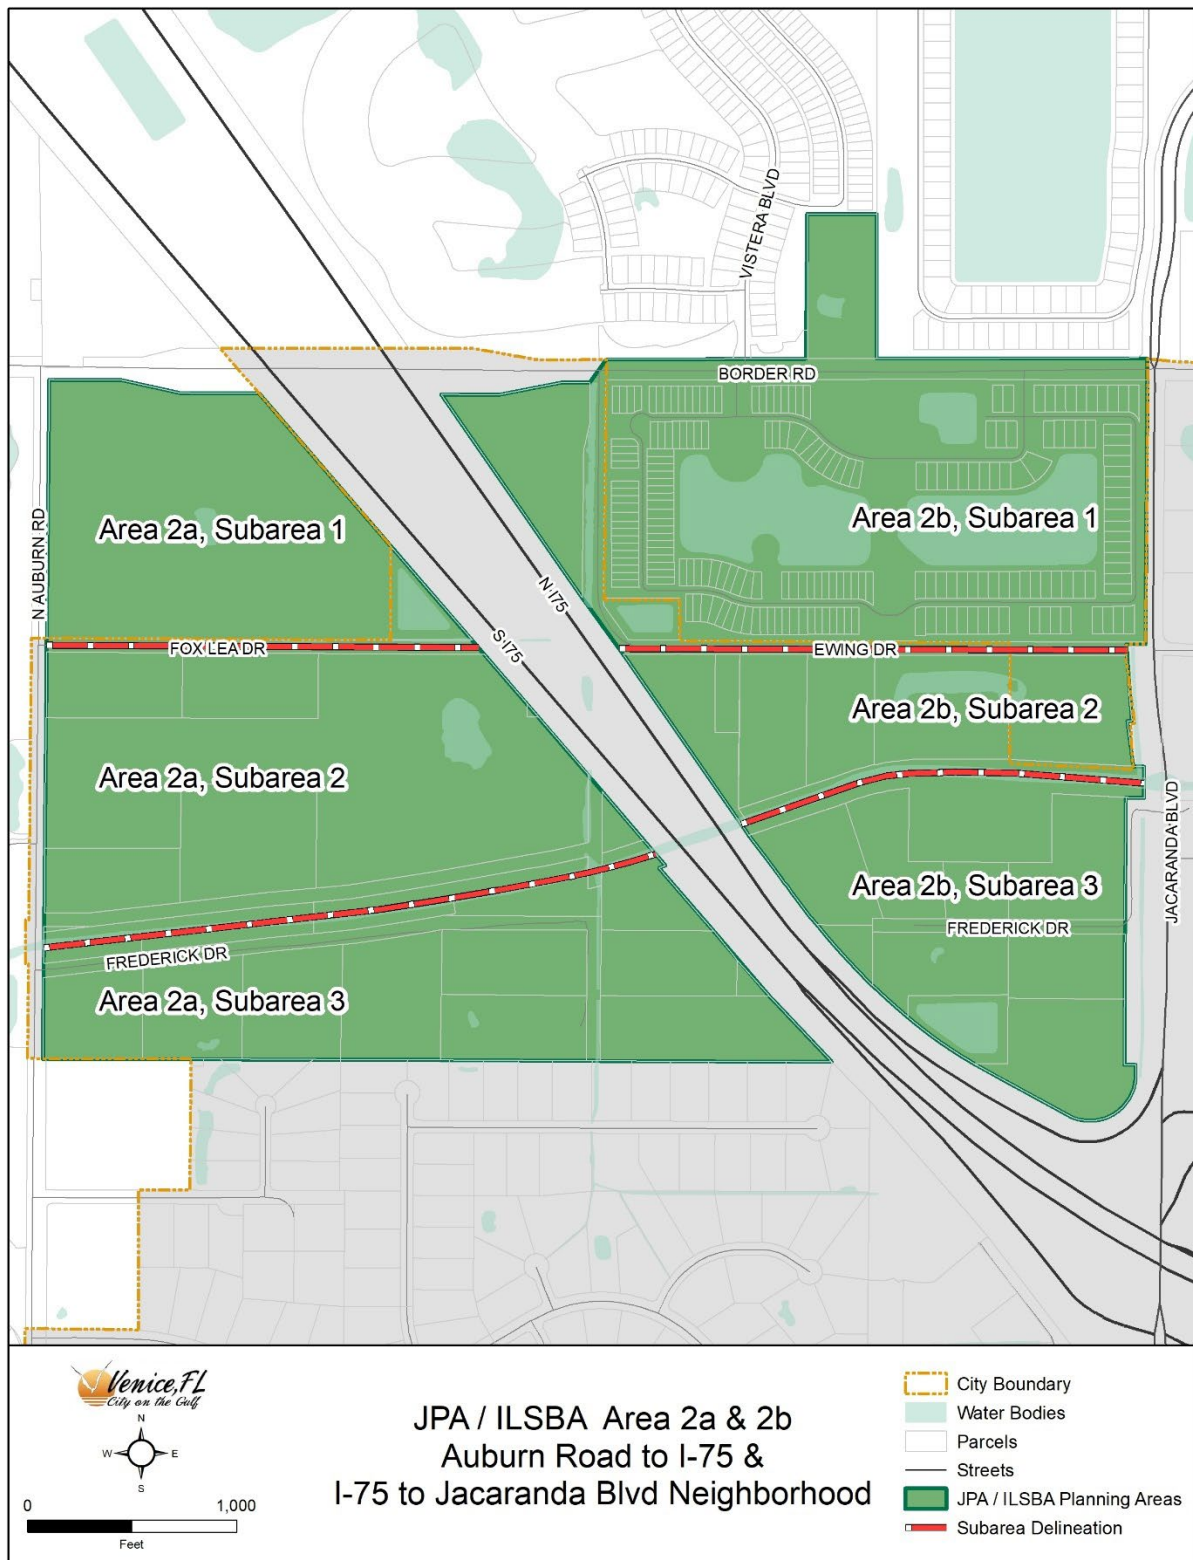 VISTERA BLVD
BORDER RD
N AUBURN RD
Area 2a, Subarea 1
Area 2b, Subarea 1
N I75
S I75
FOX LEA DR
EWING DR
Area 2b, Subarea 2
Area 2a, Subarea 2
JACARANDA BLVD
Area 2b, Subarea 3
FREDERICK DR
FREDERICK DR
Area 2a, Subarea 3
Venice, FL
City on the Gulf
N
W E
S
0 1,000
Feet
JPA / ILSBA Area 2a & 2b
Auburn Road to I-75 &
I-75 to Jacaranda Blvd Neighborhood
City Boundary
Water Bodies
Parcels
Streets
JPA / ILSBA Planning Areas
Subarea Delineation